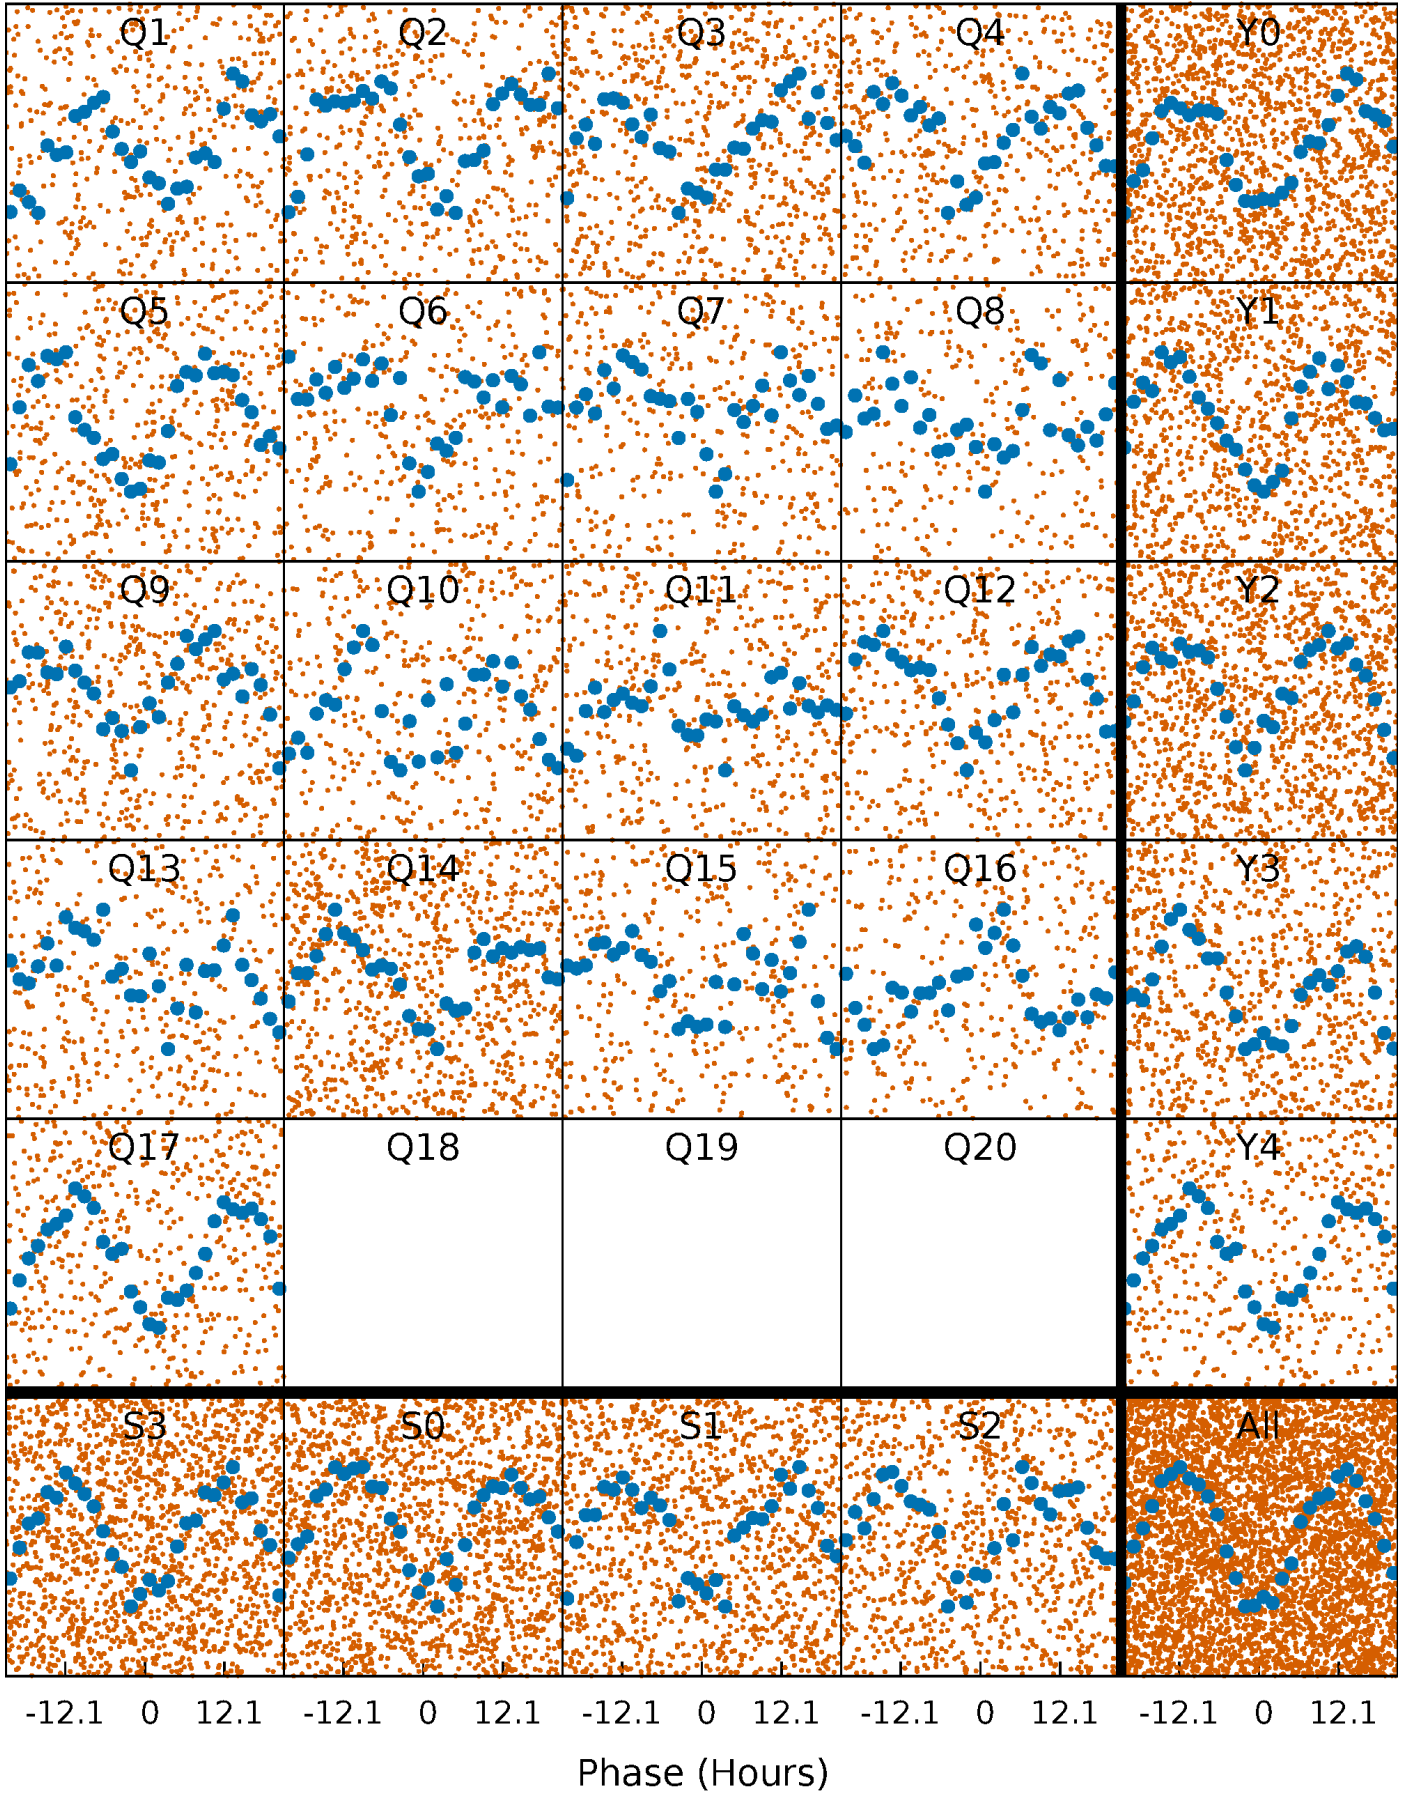 Q1 Q2 Q3 Q4 Y0
Q5 Q6 Q7 Q8 Y1
Q9 Q10 Q11 Q12 Y2
Q13 Q14 Q15 Q16 Y3
Q17 Q18 Q19 Q20 Y4
S3 S0 S1 S2 All
-12.1 0 12.1 -12.1 0 12.1 -12.1 0 12.1 -12.1 0 12.1 -12.1 0 12.1
Phase (Hours)